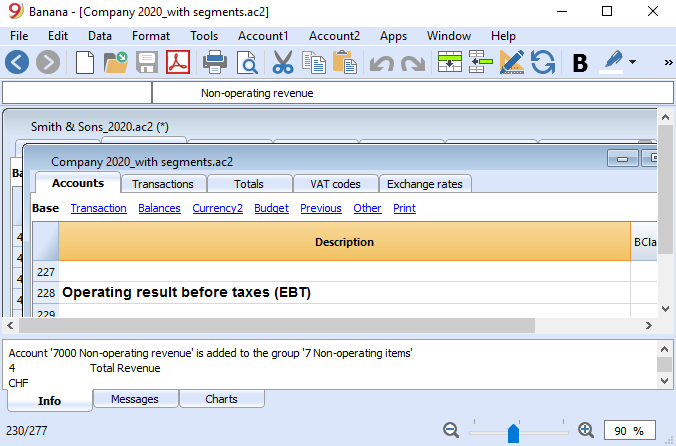 Banana - [Company 2020_with segments.ac2]
File Edit Data Format Tools Account1 Account2 Apps Window Help
B »
Non-operating revenue
Smith & Sons_2020.ac2 (*)
Company 2020_with segments.ac2
Accounts Transactions Totals VAT codes Exchange rates
Base Transaction Balances Currency2 Budget Previous Other Print
Description BCla
227
228 Operating result before taxes (EBT)
229
Account '7000 Non-operating revenue' is added to the group '7 Non-operating items'
4 Total Revenue
CHF
Info Messages Charts
230/277 90 %